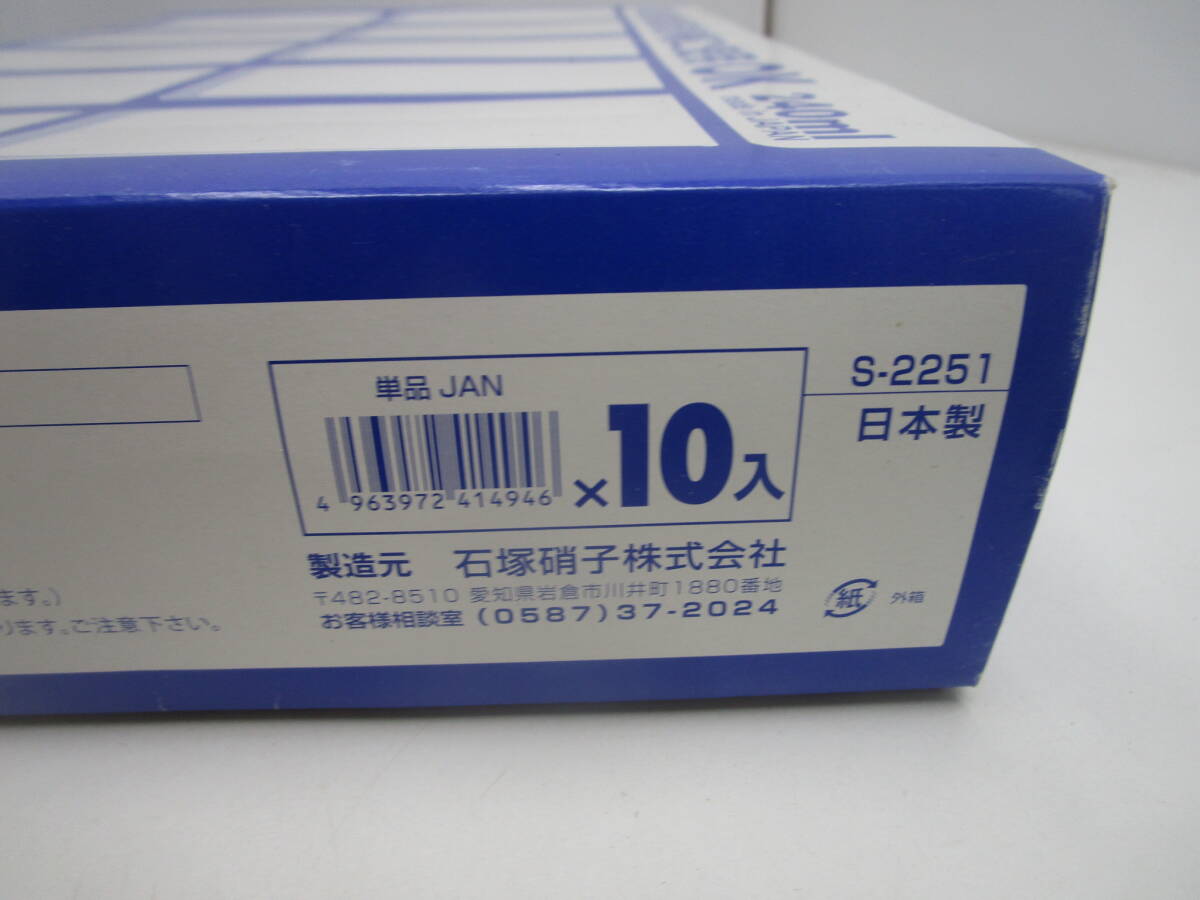 240ml
MADE IN JAPAN
単品 JAN
4 963972 414946
×10入
S-2251
日本製
製造元 石塚硝子株式会社
〒482-8510 愛知県岩倉市川井町1880番地
お客様相談室 (0587)37-2024
紙 外箱
ます。)
ります。ご注意下さい。